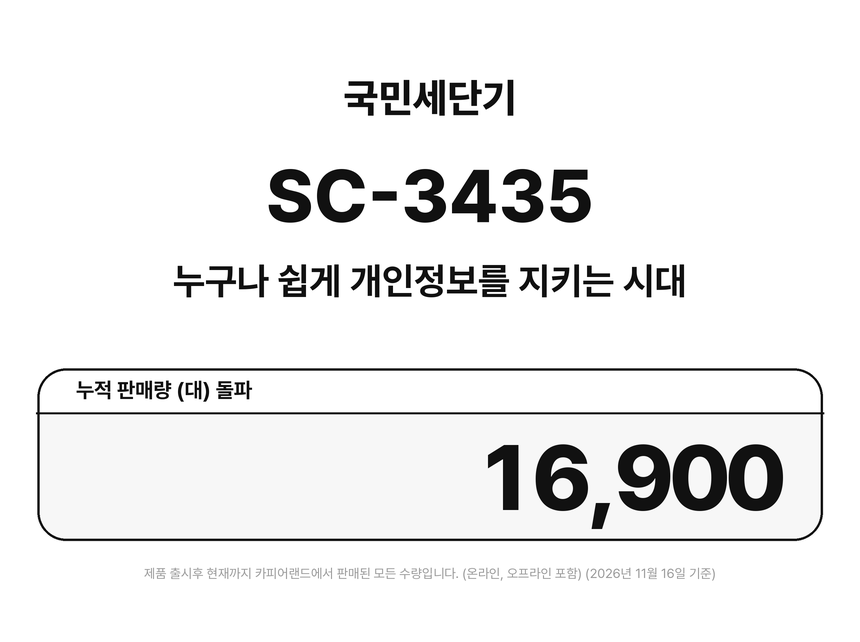 국민세단기
SC-3435
누구나 쉽게 개인정보를 지키는 시대
누적 판매량 (대) 돌파
16,900
제품 출시후 현재까지 카피어랜드에서 판매된 모든 수량입니다. (온라인, 오프라인 포함) (2026년 11월 16일 기준)